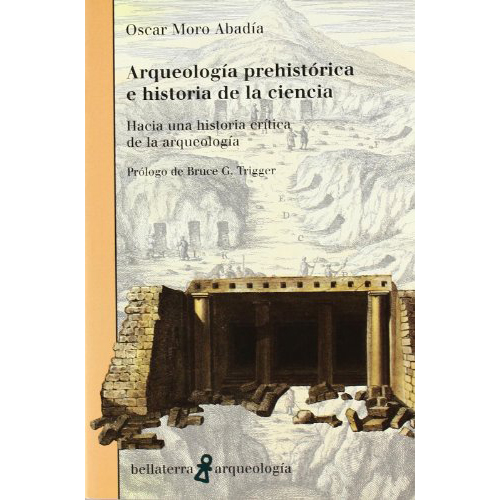 Oscar Moro Abadía
Arqueología prehistórica
e historia de la ciencia
Hacia una historia crítica
de la arqueología
Prólogo de Bruce G. Trigger
E
D
C
bellaterra arqueología